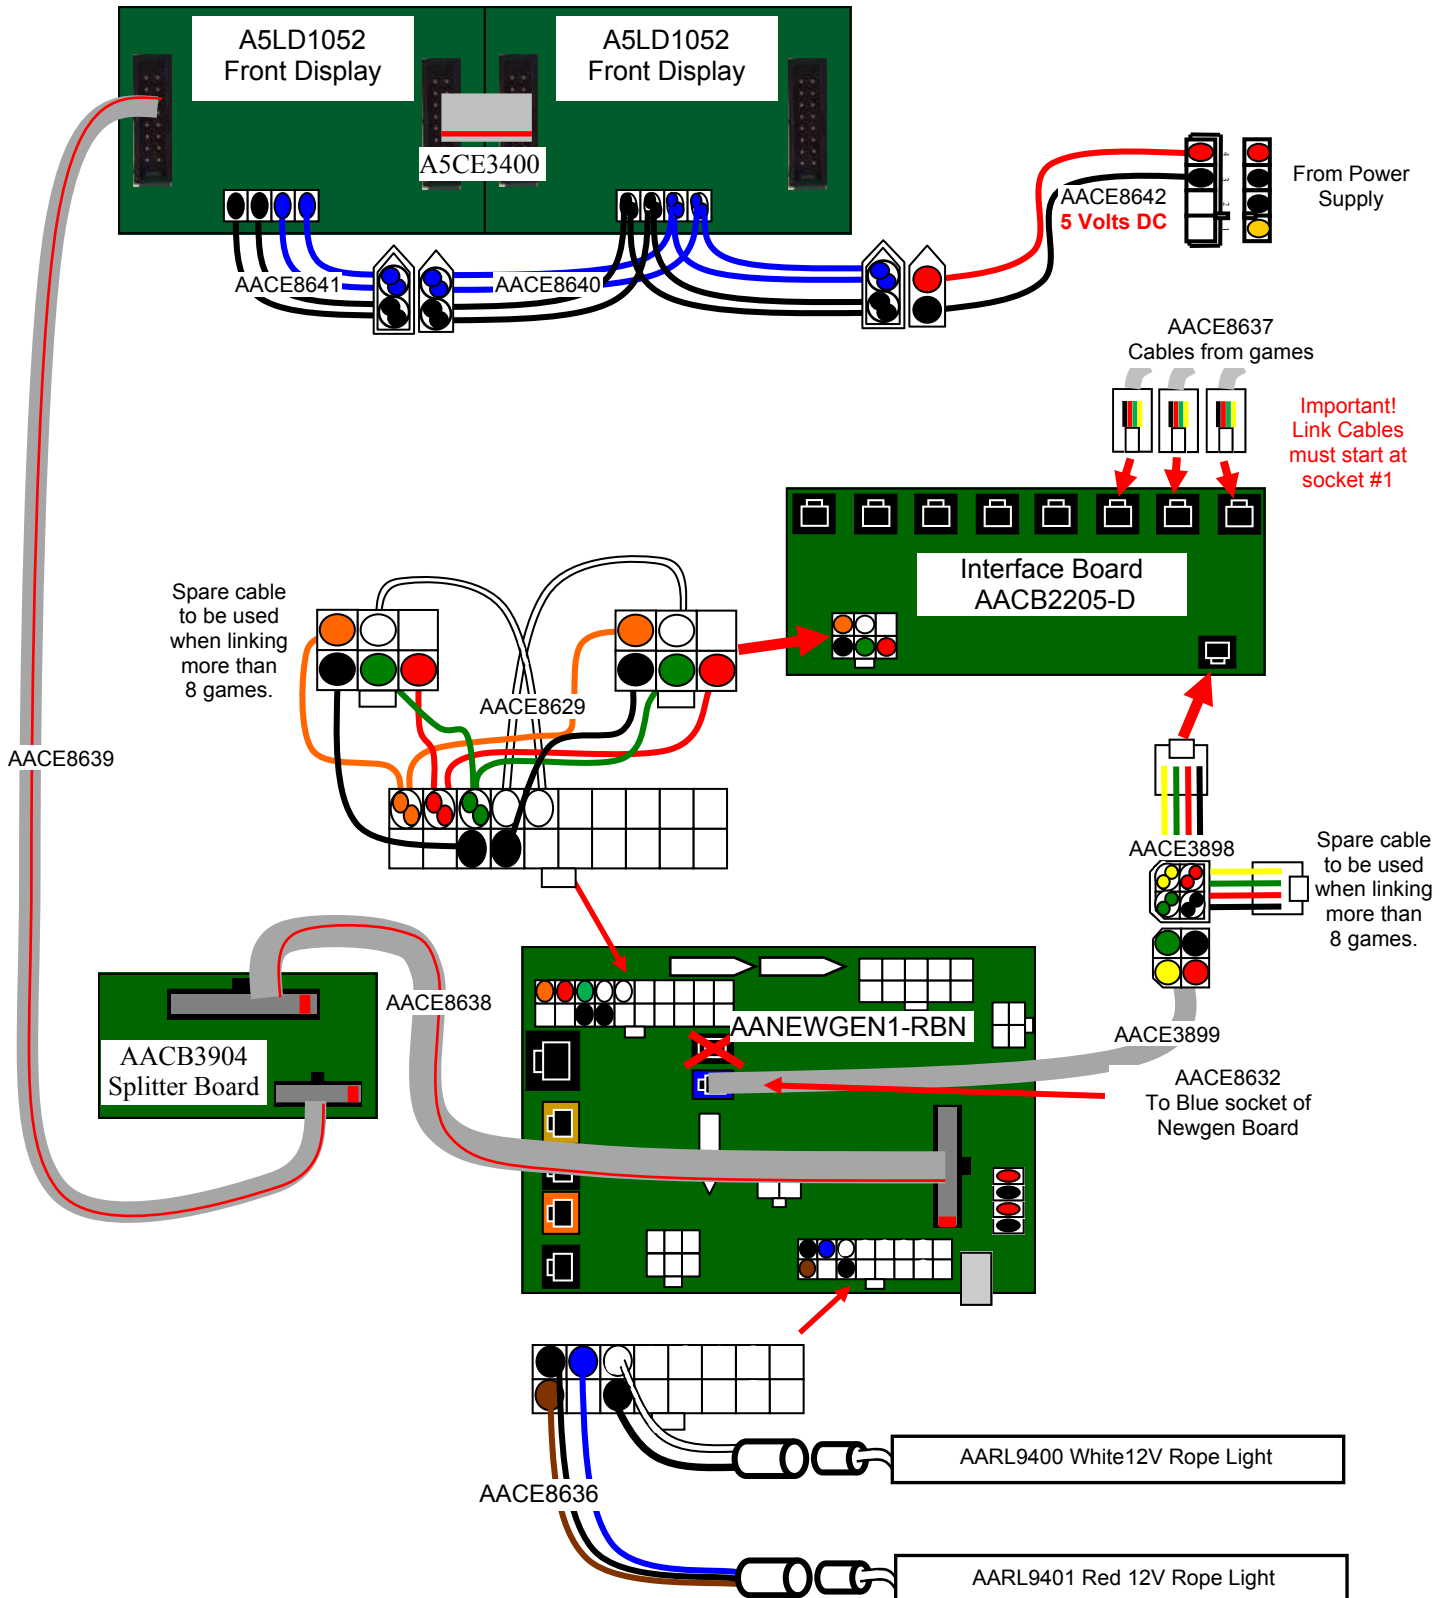 A5LD1052
Front Display
A5LD1052
Front Display
A5CE3400
AACE8642
5 Volts DC
4
3
2
1
From Power
Supply
AACE8641
AACE8640
AACE8637
Cables from games
Important!
Link Cables
must start at
socket #1
Interface Board
AACB2205-D
Spare cable
to be used
when linking
more than
8 games.
AACE8629
AACE8639
AACE3898
Spare cable
to be used
when linking
more than
8 games.
AACE8638
AANEWGEN1-RBN
AACE3899
AACB3904
Splitter Board
AACE8632
To Blue socket of
Newgen Board
AARL9400 White12V Rope Light
AACE8636
AARL9401 Red 12V Rope Light